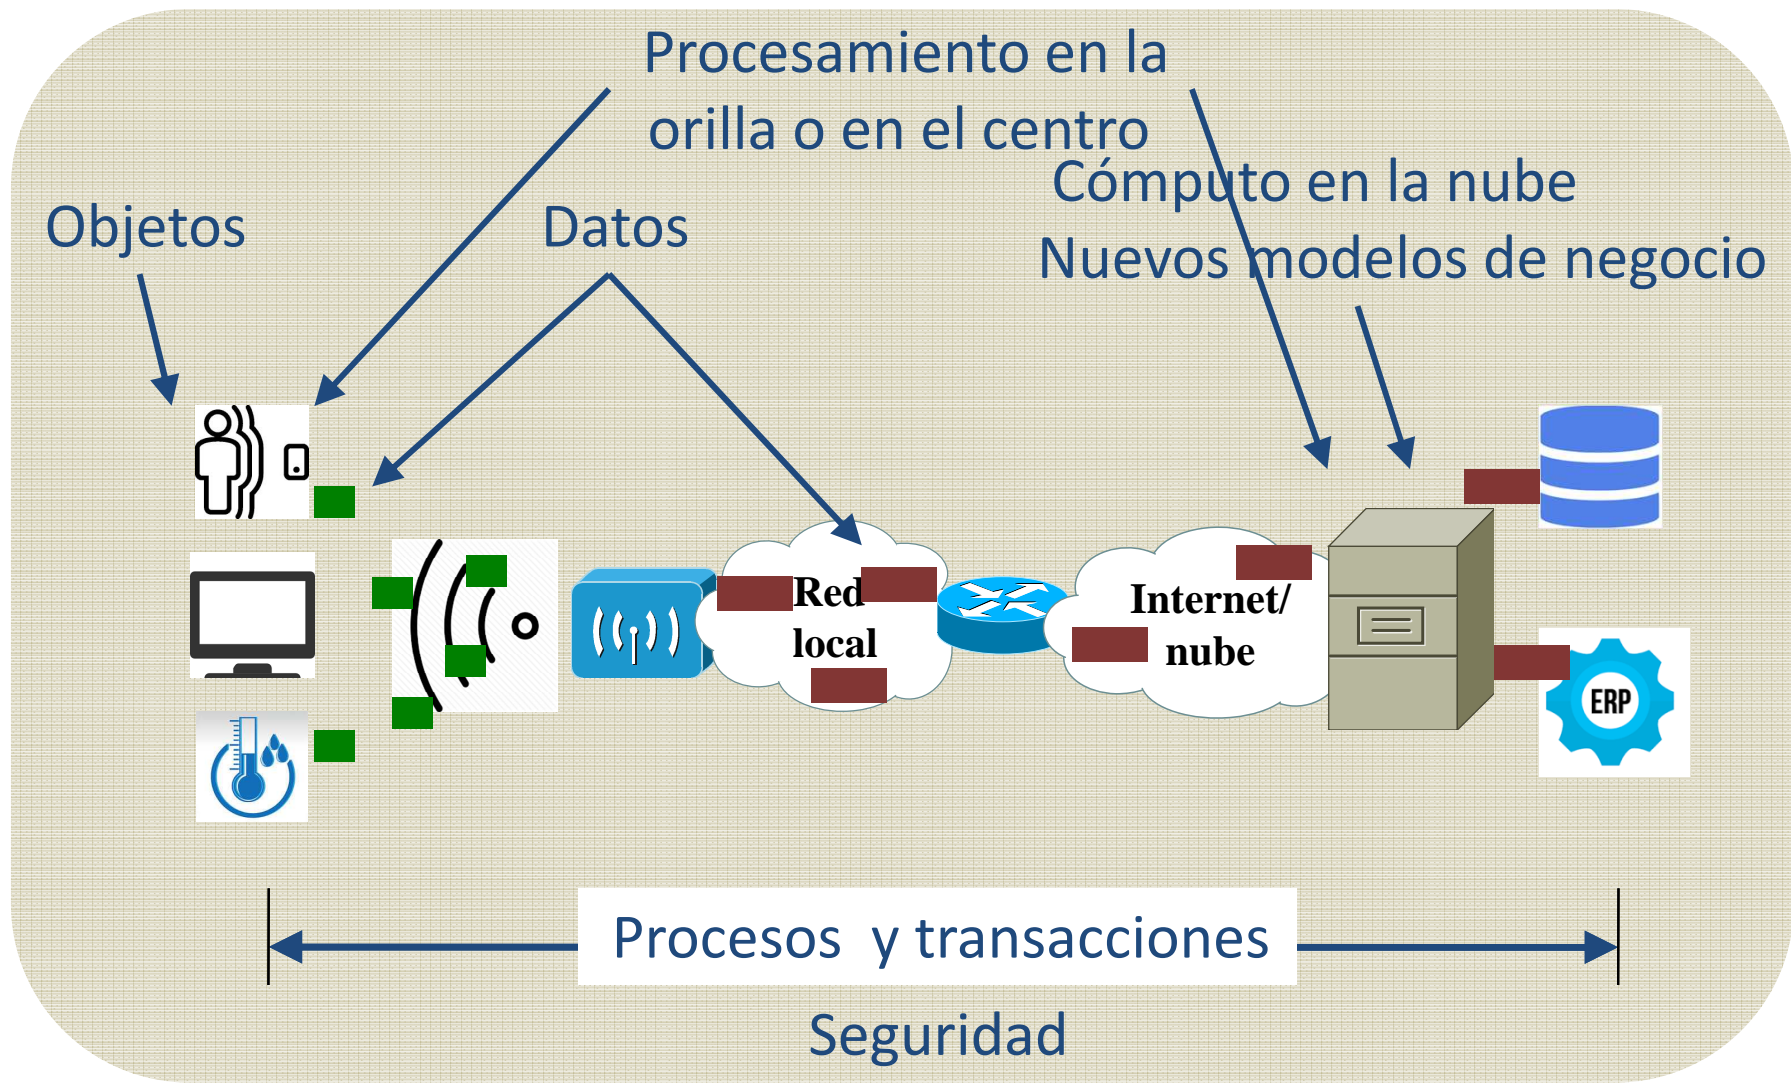 Procesamiento en la
orilla o en el centro
Cómputo en la nube
Nuevos modelos de negocio
Objetos
Datos
Red
local
Internet/
nube
ERP
Procesos y transacciones
Seguridad